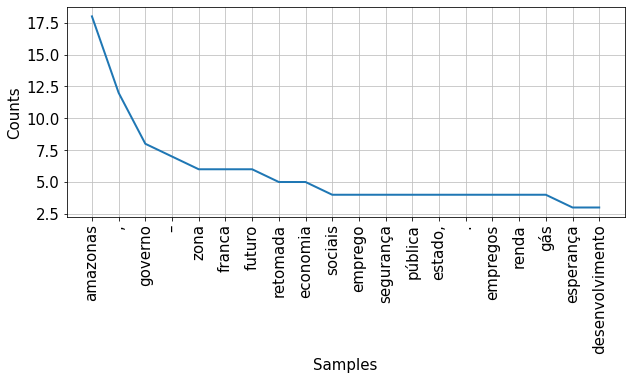 17.5
15.0
12.5
10.0
7.5
5.0
2.5
Counts
amazonas
,
governo
–
zona
franca
futuro
retomada
economia
sociais
emprego
segurança
pública
estado,
.
empregos
renda
gás
esperança
desenvolvimento
Samples